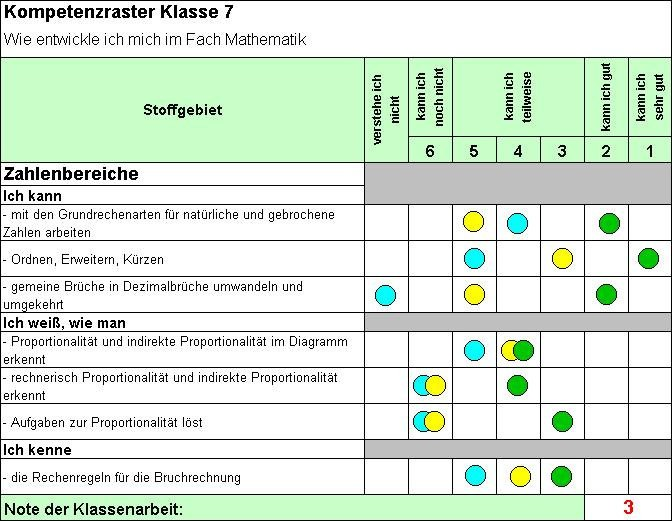 Kompetenzraster Klasse 7
Wie entwickle ich mich im Fach Mathematik
Stoffgebiet
verstehe ich
nicht
kann ich
noch nicht
kann ich
teilweise
kann ich gut
kann ich
sehr gut
6 5 4 3 2 1
Zahlenbereiche
Ich kann
- mit den Grundrechenarten für natürliche und gebrochene
Zahlen arbeiten
- Ordnen, Erweitern, Kürzen
- gemeine Brüche in Dezimalbrüche umwandeln und
umgekehrt
Ich weiß, wie man
- Proportionalität und indirekte Proportionalität im Diagramm
erkennt
- rechnerisch Proportionalität und indirekte Proportionalität
erkennt
- Aufgaben zur Proportionalität löst
Ich kenne
- die Rechenregeln für die Bruchrechnung
Note der Klassenarbeit: 3